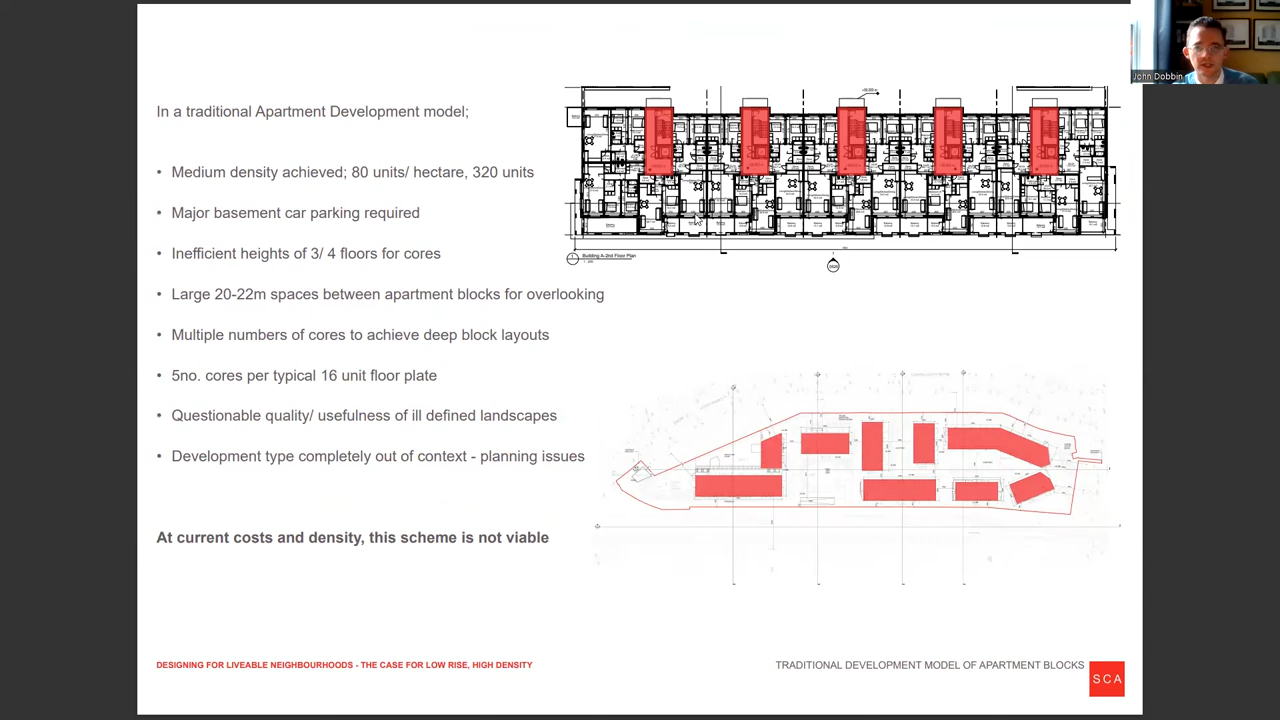 John Dobbin
In a traditional Apartment Development model;
• Medium density achieved; 80 units/ hectare, 320 units
• Major basement car parking required
• Inefficient heights of 3/ 4 floors for cores
• Large 20-22m spaces between apartment blocks for overlooking
• Multiple numbers of cores to achieve deep block layouts
• 5no. cores per typical 16 unit floor plate
• Questionable quality/ usefulness of ill defined landscapes
• Development type completely out of context - planning issues
At current costs and density, this scheme is not viable
Building A-2nd Floor Plan
DESIGNING FOR LIVEABLE NEIGHBOURHOODS - THE CASE FOR LOW RISE, HIGH DENSITY
TRADITIONAL DEVELOPMENT MODEL OF APARTMENT BLOCKS
SCA